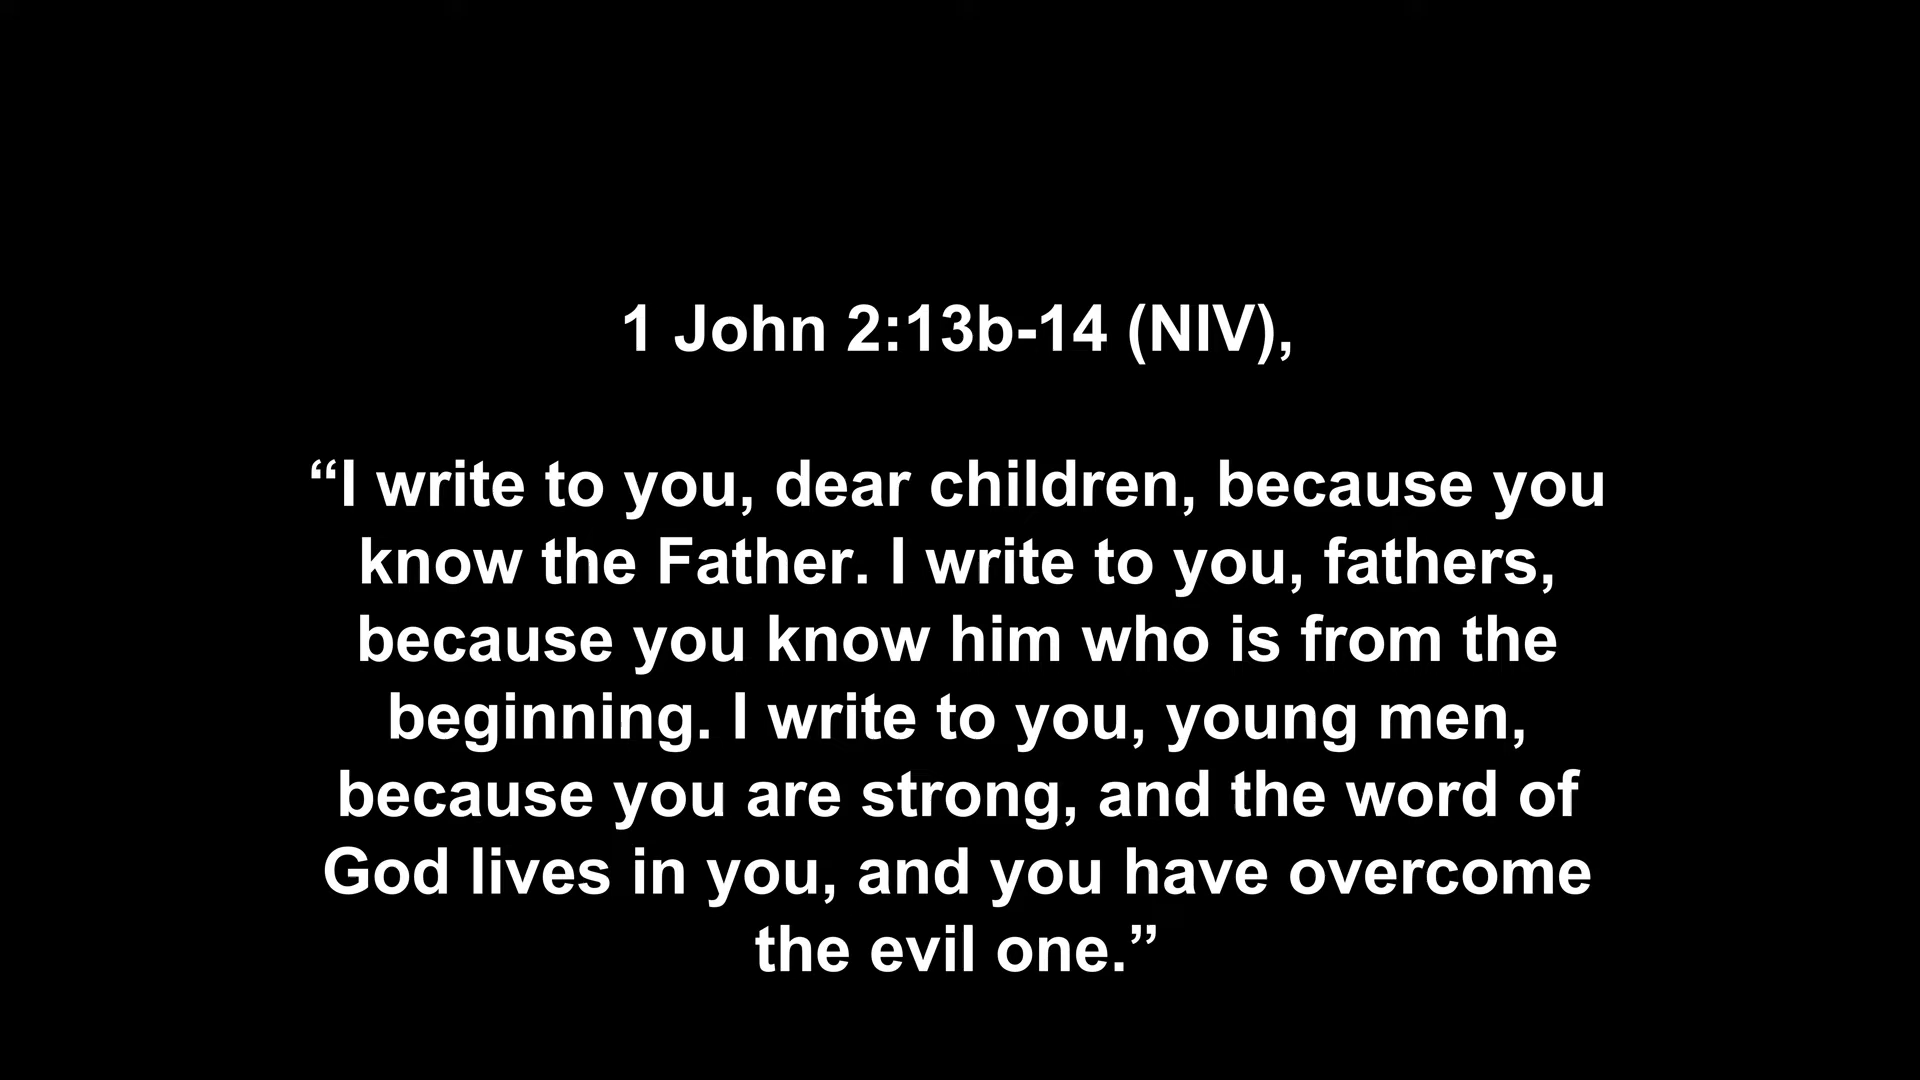 1 John 2:13b-14 (NIV),
“I write to you, dear children, because you
know the Father. I write to you, fathers,
because you know him who is from the
beginning. I write to you, young men,
because you are strong, and the word of
God lives in you, and you have overcome
the evil one.”